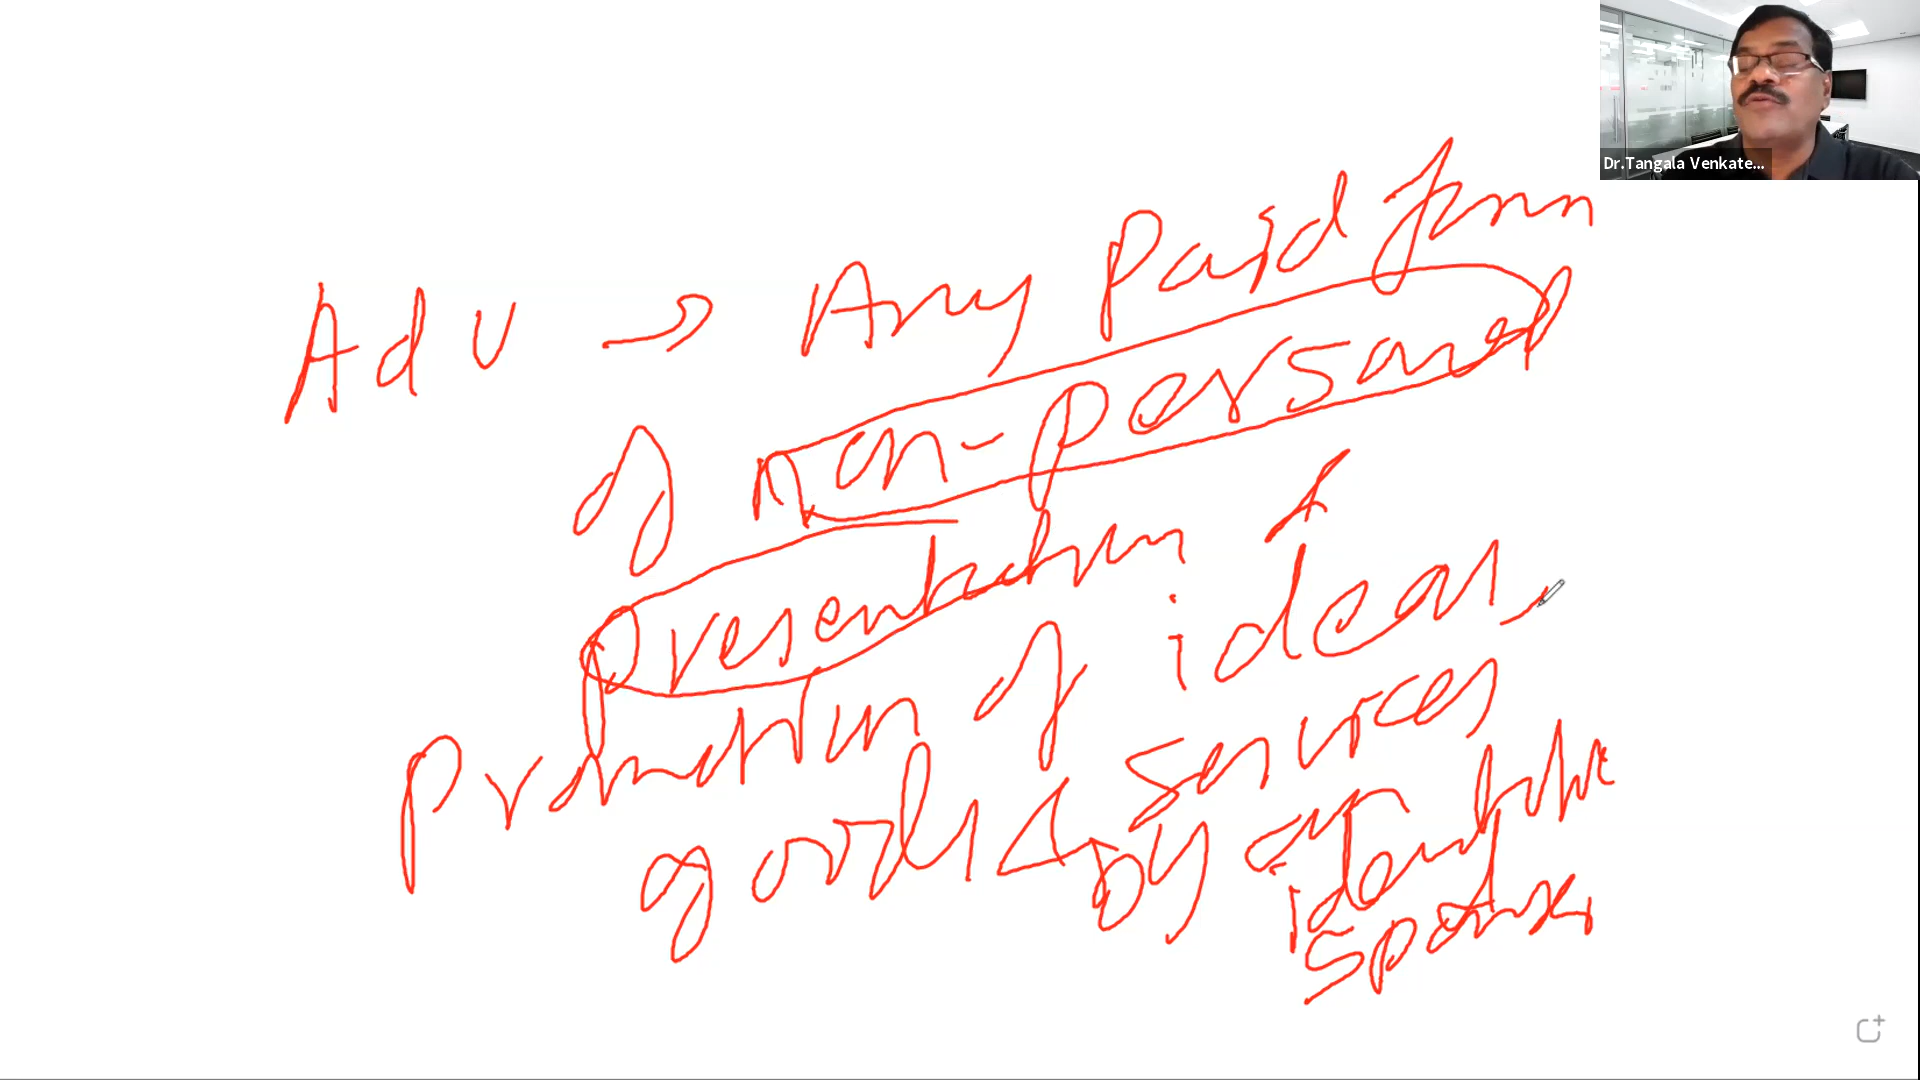 Dr.Tangala Venkate...
Adv → Any Paid form
of non-personal
presentation &
promotion of ideas,
goods & services
by an identifiable
sponsor